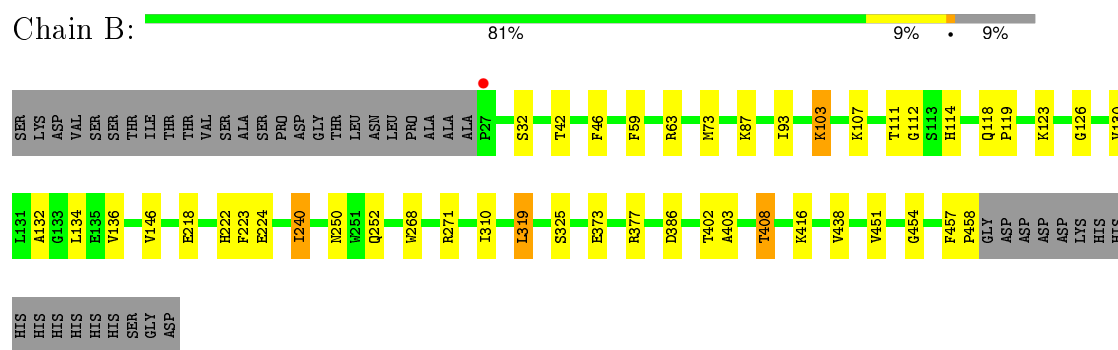 Chain B:
81% 9% • 9%
SER LYS ASP VAL SER SER THR ILE THR THR VAL SER ALA SER PRO ASP GLY THR LEU ASN LEU PRO ALA ALA ALA P27 S32 T42 F46 F59 R63 M73 K87 I93 K103 K107 T111 G112 S113 H114 Q118 P119 K123 G126 V130
L131 A132 G133 L134 E135 V136 V146 E218 H222 F223 E224 I240 N250 W251 Q252 W268 R271 I310 L319 S325 E373 R377 D386 T402 A403 T408 K416 V438 V451 G454 F457 P458 GLY ASP ASP ASP ASP LYS HIS HIS
HIS HIS HIS HIS HIS HIS SER GLY ASP